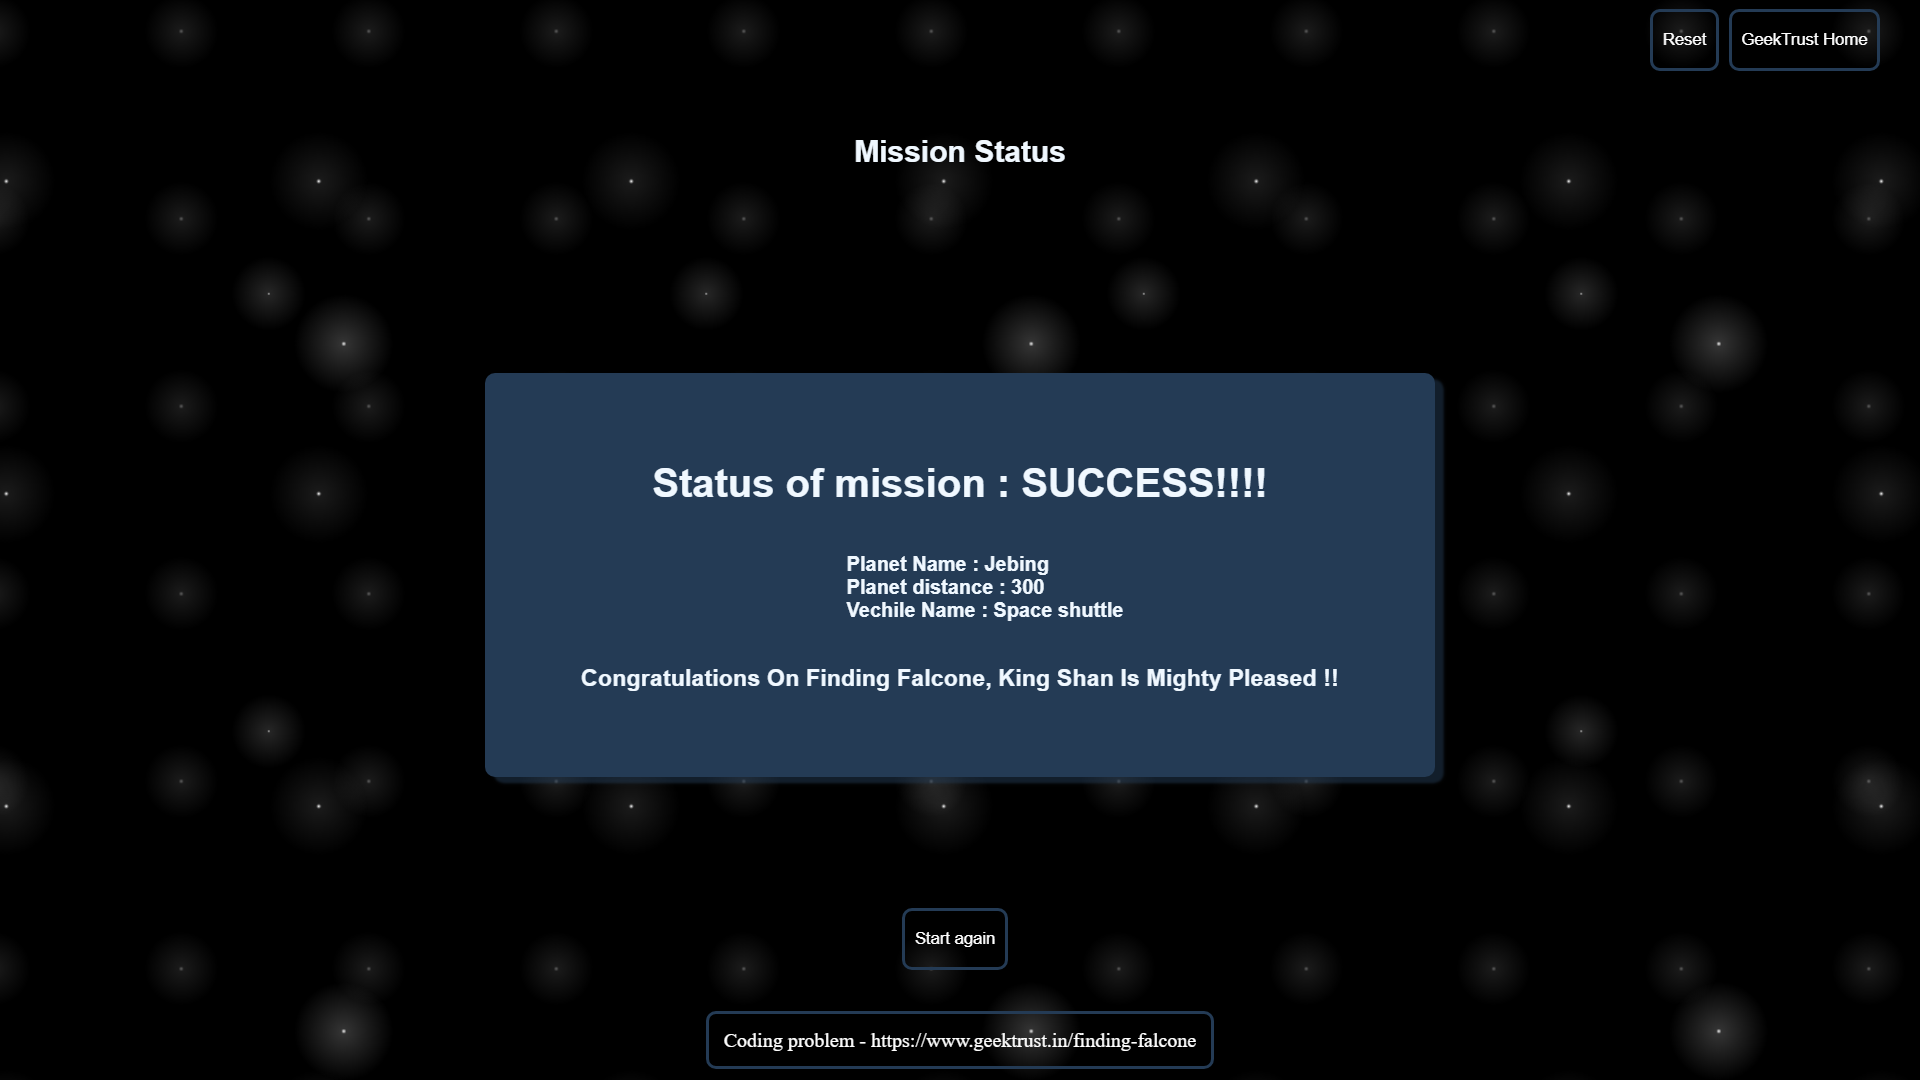 Reset
GeekTrust Home
Mission Status
Status of mission : SUCCESS!!!!
Planet Name : Jebing
Planet distance : 300
Vechile Name : Space shuttle
Congratulations On Finding Falcone, King Shan Is Mighty Pleased !!
Start again
Coding problem - https://www.geektrust.in/finding-falcone